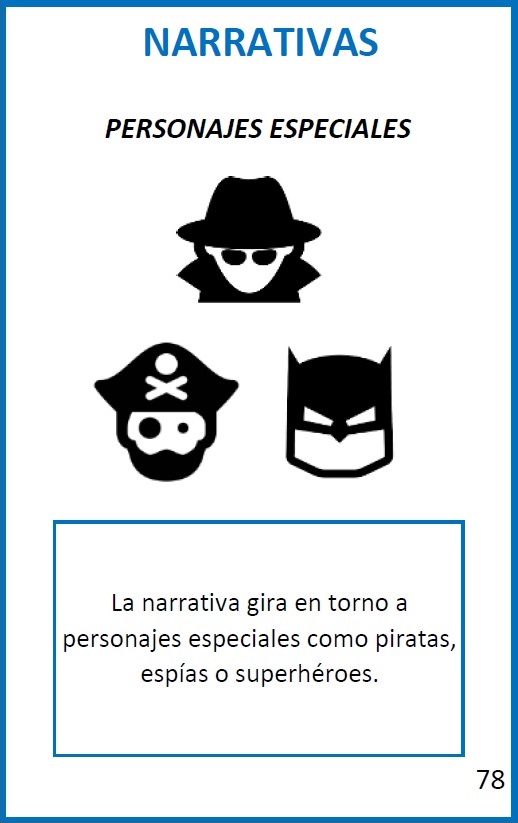 NARRATIVAS
PERSONAJES ESPECIALES
La narrativa gira en torno a
personajes especiales como piratas,
espías o superhéroes.
78